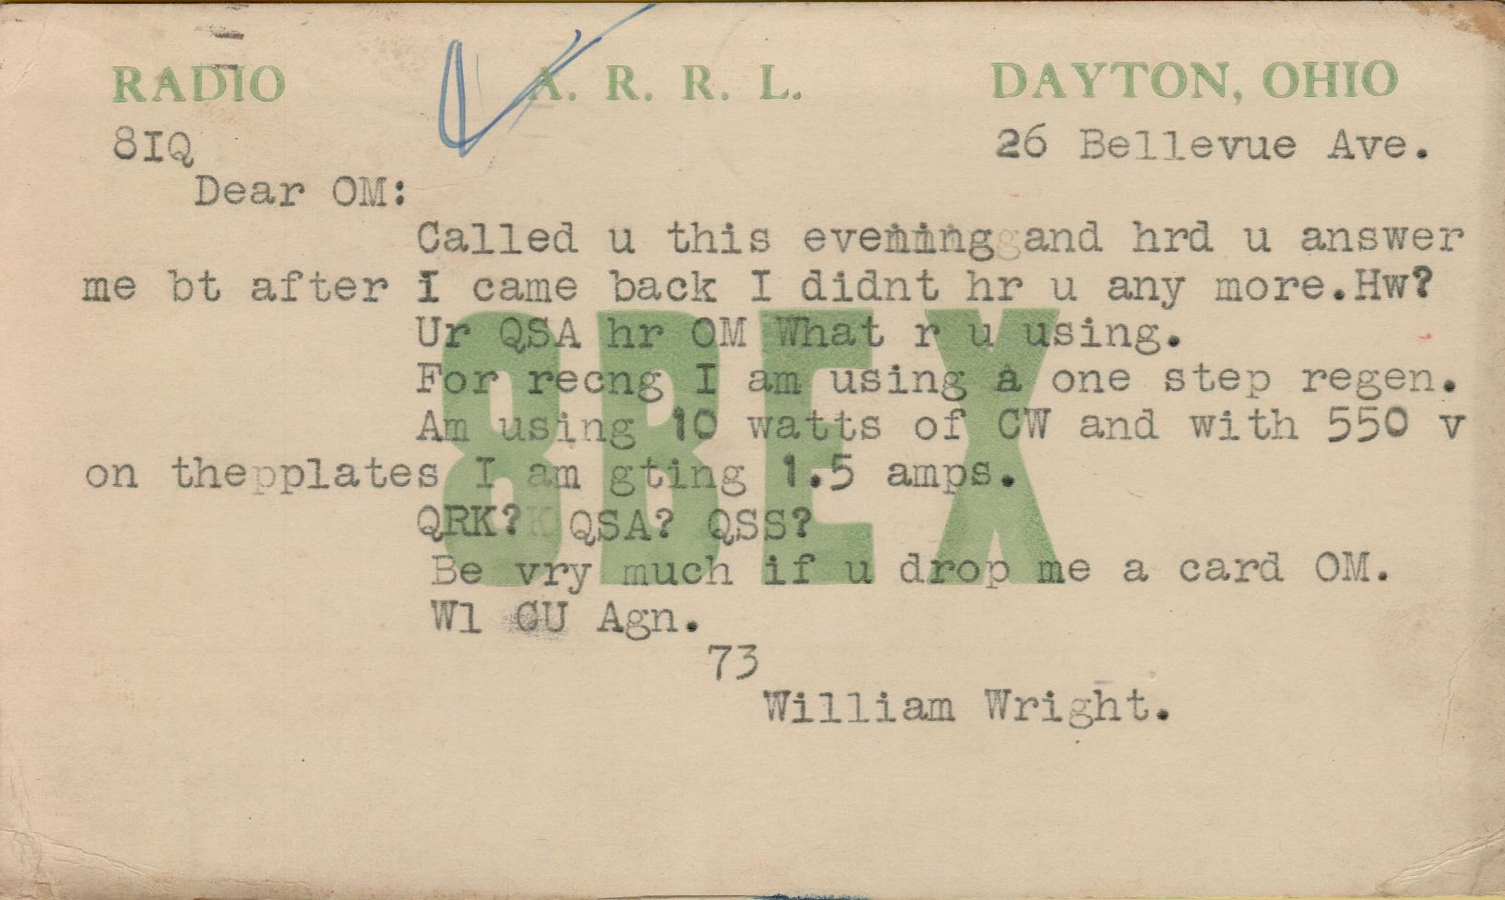 RADIO A. R. R. L. DAYTON, OHIO
8IQ 26 Bellevue Ave.
Dear OM:
Called u this evening and hrd u answer
me bt after I came back I didnt hr u any more.Hw?
Ur QSA hr OM What r u using.
For recng I am using a one step regen.
Am using 10 watts of CW and with 550 v
on thepplates I am gting 1.5 amps.
QRK? QSA? QSS?
Be vry much if u drop me a card OM.
Wl CU Agn.
73
William Wright.
8BEX